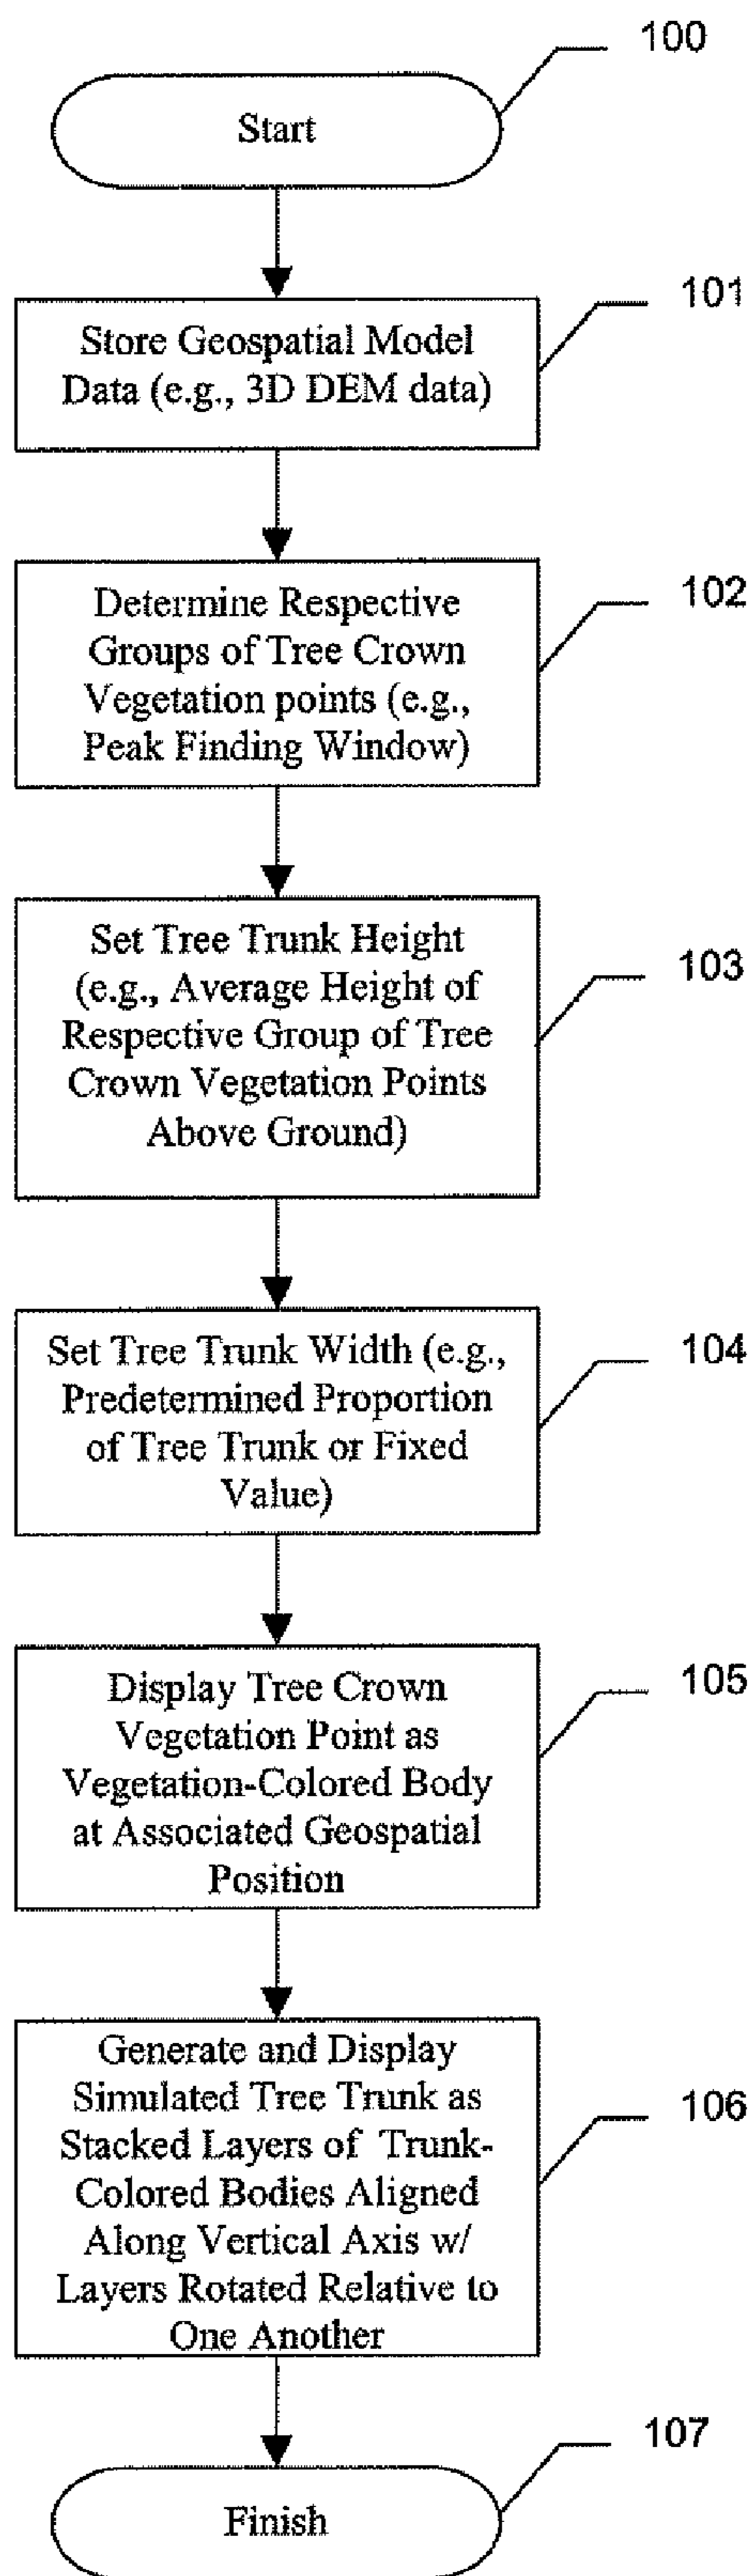 100
Start
101
Store Geospatial Model
Data (e.g., 3D DEM data)
102
Determine Respective
Groups of Tree Crown
Vegetation points (e.g.,
Peak Finding Window)
103
Set Tree Trunk Height
(e.g., Average Height of
Respective Group of Tree
Crown Vegetation Points
Above Ground)
104
Set Tree Trunk Width (e.g.,
Predetermined Proportion
of Tree Trunk or Fixed
Value)
105
Display Tree Crown
Vegetation Point as
Vegetation-Colored Body
at Associated Geospatial
Position
106
Generate and Display
Simulated Tree Trunk as
Stacked Layers of Trunk-
Colored Bodies Aligned
Along Vertical Axis w/
Layers Rotated Relative to
One Another
107
Finish